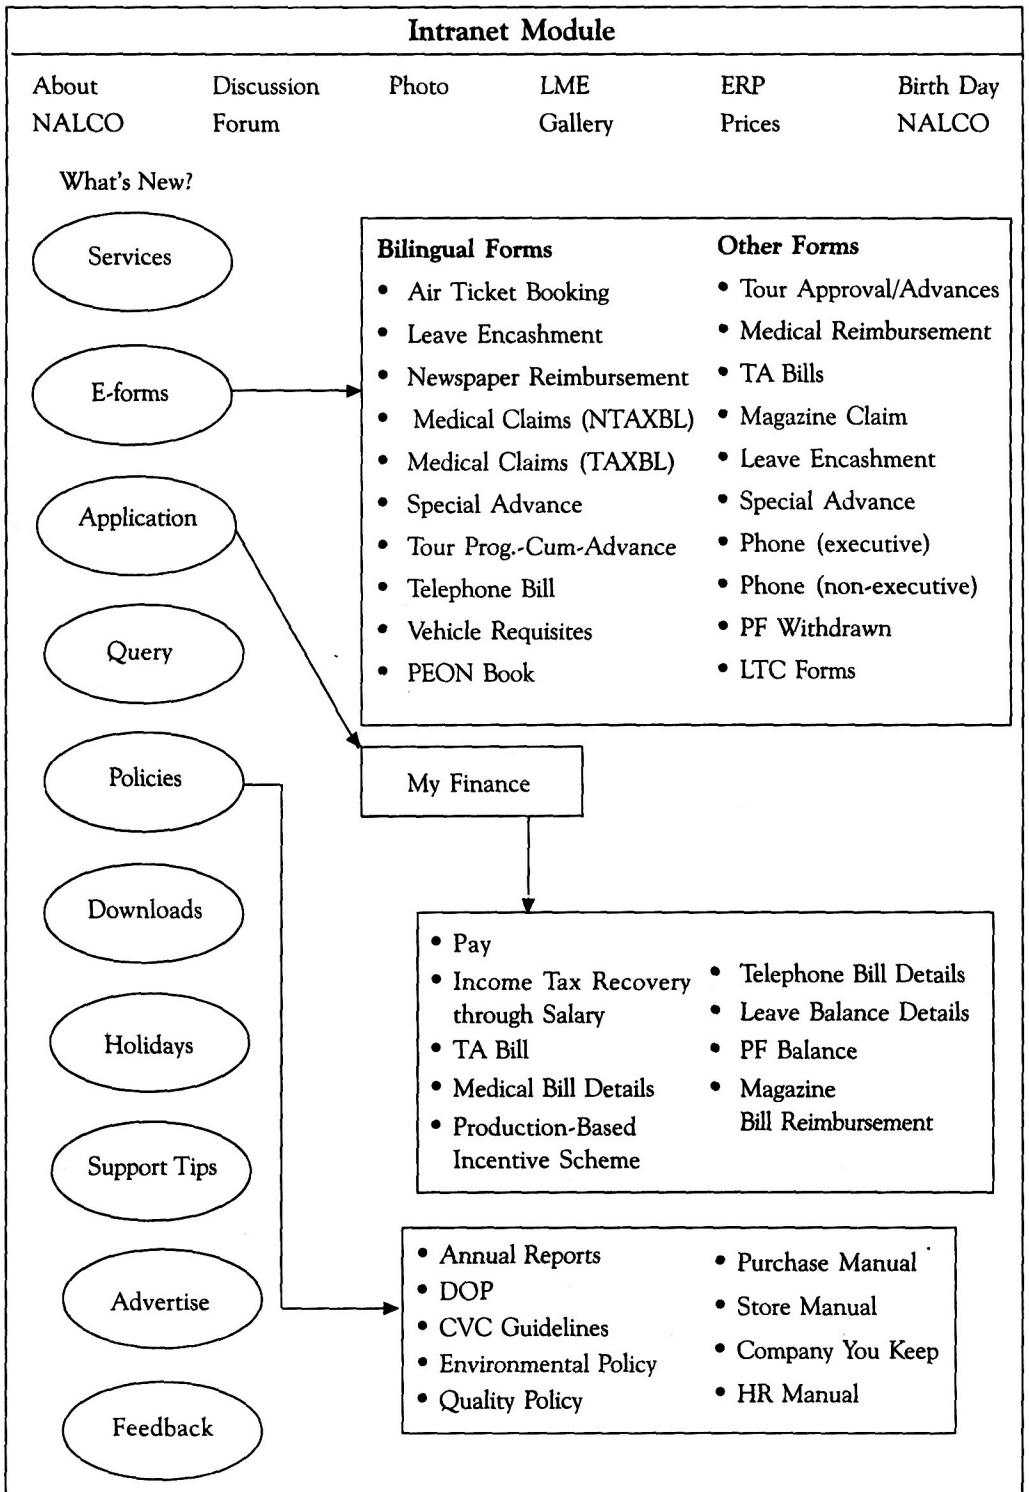 Intranet Module
About Discussion Photo LME ERP Birth Day
NALCO Forum Gallery Prices NALCO
What's New?
Services
E-forms
Application
Query
Policies
Downloads
Holidays
Support Tips
Advertise
Feedback
Bilingual Forms
• Air Ticket Booking
• Leave Encashment
• Newspaper Reimbursement
• Medical Claims (NTAXBL)
• Medical Claims (TAXBL)
• Special Advance
• Tour Prog.-Cum-Advance
• Telephone Bill
• Vehicle Requisites
• PEON Book
Other Forms
• Tour Approval/Advances
• Medical Reimbursement
• TA Bills
• Magazine Claim
• Leave Encashment
• Special Advance
• Phone (executive)
• Phone (non-executive)
• PF Withdrawn
• LTC Forms
My Finance
• Pay
• Income Tax Recovery
through Salary
• TA Bill
• Medical Bill Details
• Production-Based
Incentive Scheme
• Telephone Bill Details
• Leave Balance Details
• PF Balance
• Magazine
Bill Reimbursement
• Annual Reports
• DOP
• CVC Guidelines
• Environmental Policy
• Quality Policy
• Purchase Manual
• Store Manual
• Company You Keep
• HR Manual